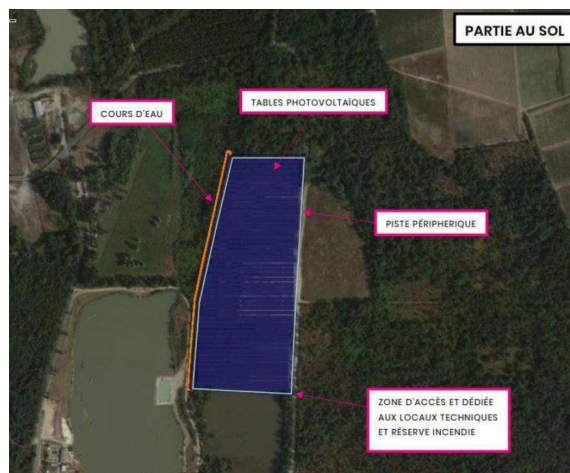 PARTIE AU SOL
TABLES PHOTOVOLTAÏQUES
COURS D'EAU
PISTE PÉRIPHERIQUE
ZONE D'ACCÈS ET DÉDIÉE
AUX LOCAUX TECHNIQUES
ET RÉSERVE INCENDIE